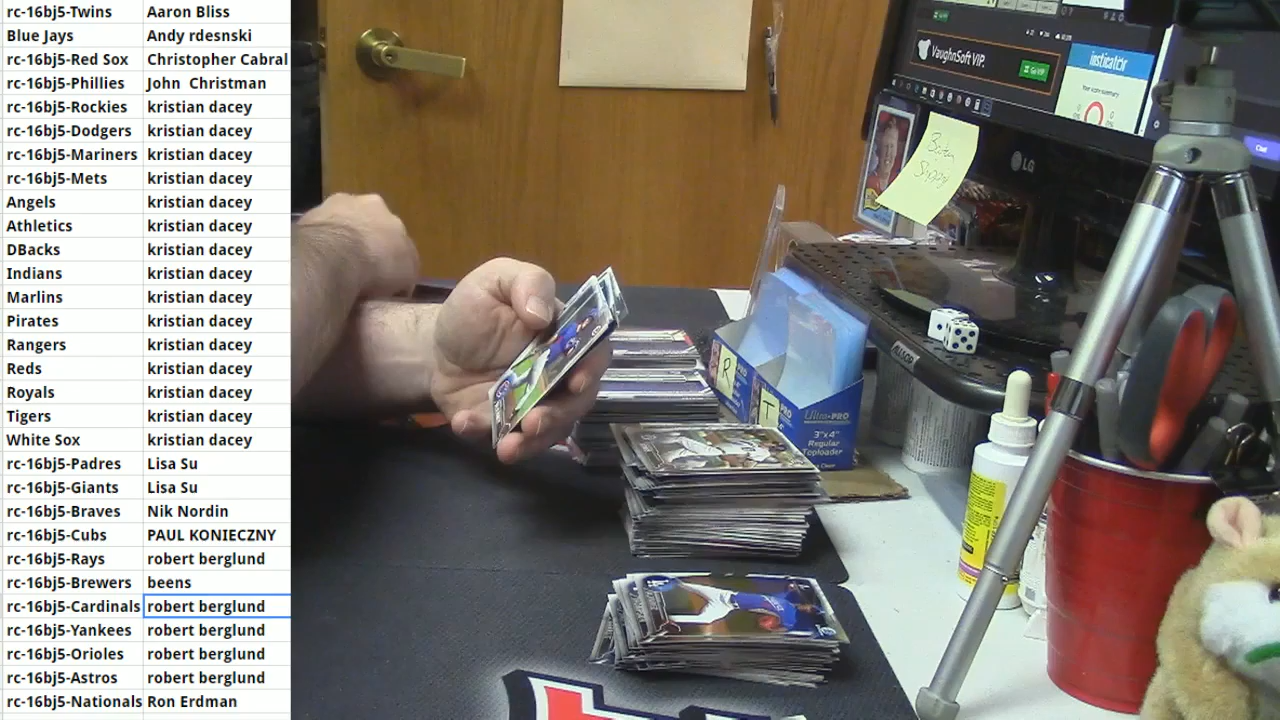 rc-16bj5-Twins Aaron Bliss
Blue Jays Andy rdesnski
rc-16bj5-Red Sox Christopher Cabral
rc-16bj5-Phillies John Christman
rc-16bj5-Rockies kristian dacey
rc-16bj5-Dodgers kristian dacey
rc-16bj5-Mariners kristian dacey
rc-16bj5-Mets kristian dacey
Angels kristian dacey
Athletics kristian dacey
DBacks kristian dacey
Indians kristian dacey
Marlins kristian dacey
Pirates kristian dacey
Rangers kristian dacey
Reds kristian dacey
Royals kristian dacey
Tigers kristian dacey
White Sox kristian dacey
rc-16bj5-Padres Lisa Su
rc-16bj5-Giants Lisa Su
rc-16bj5-Braves Nik Nordin
rc-16bj5-Cubs PAUL KONIECZNY
rc-16bj5-Rays robert berglund
rc-16bj5-Brewers beens
rc-16bj5-Cardinals robert berglund
rc-16bj5-Yankees robert berglund
rc-16bj5-Orioles robert berglund
rc-16bj5-Astros robert berglund
rc-16bj5-Nationals Ron Erdman
VaughnSoft VIP.
Go VIP
insticator
LG
Chat
ALLSOP
R
T
PRO
Ultra-PRO
3"x4"
Regular
Toploader